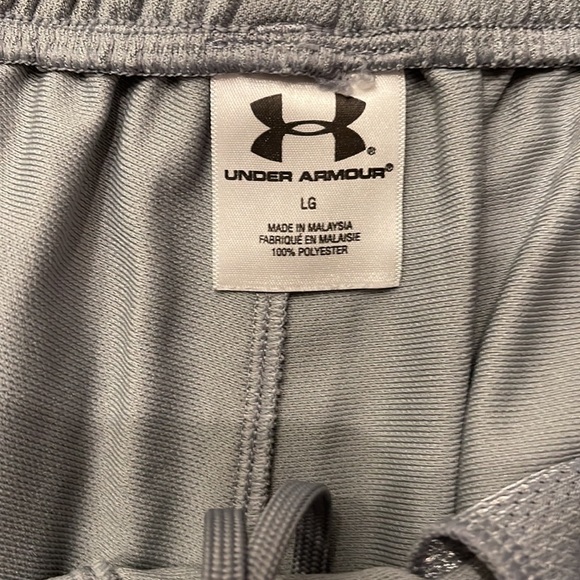 UNDER ARMOUR®
LG
MADE IN MALAYSIA
FABRIQUÉ EN MALAISIE
100% POLYESTER